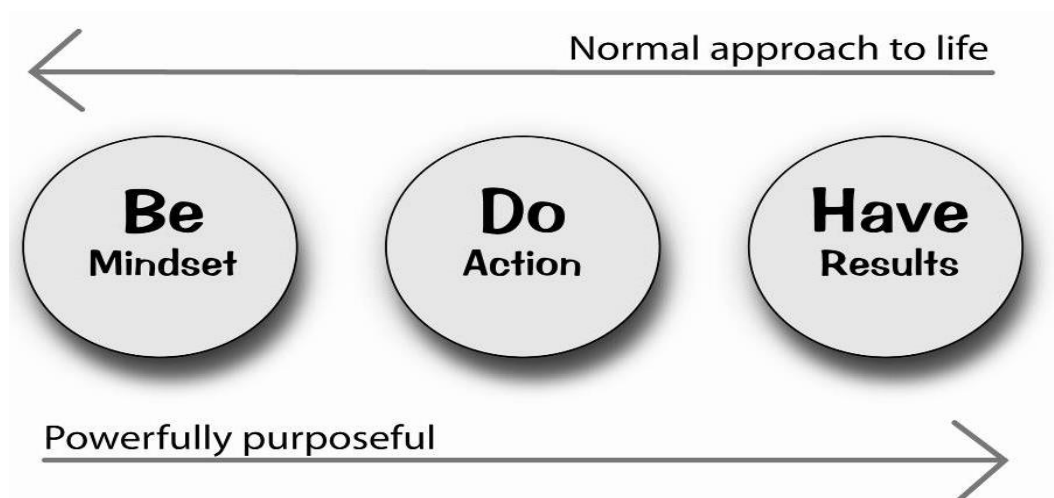 Normal approach to life
Be
Mindset
Do
Action
Have
Results
Powerfully purposeful